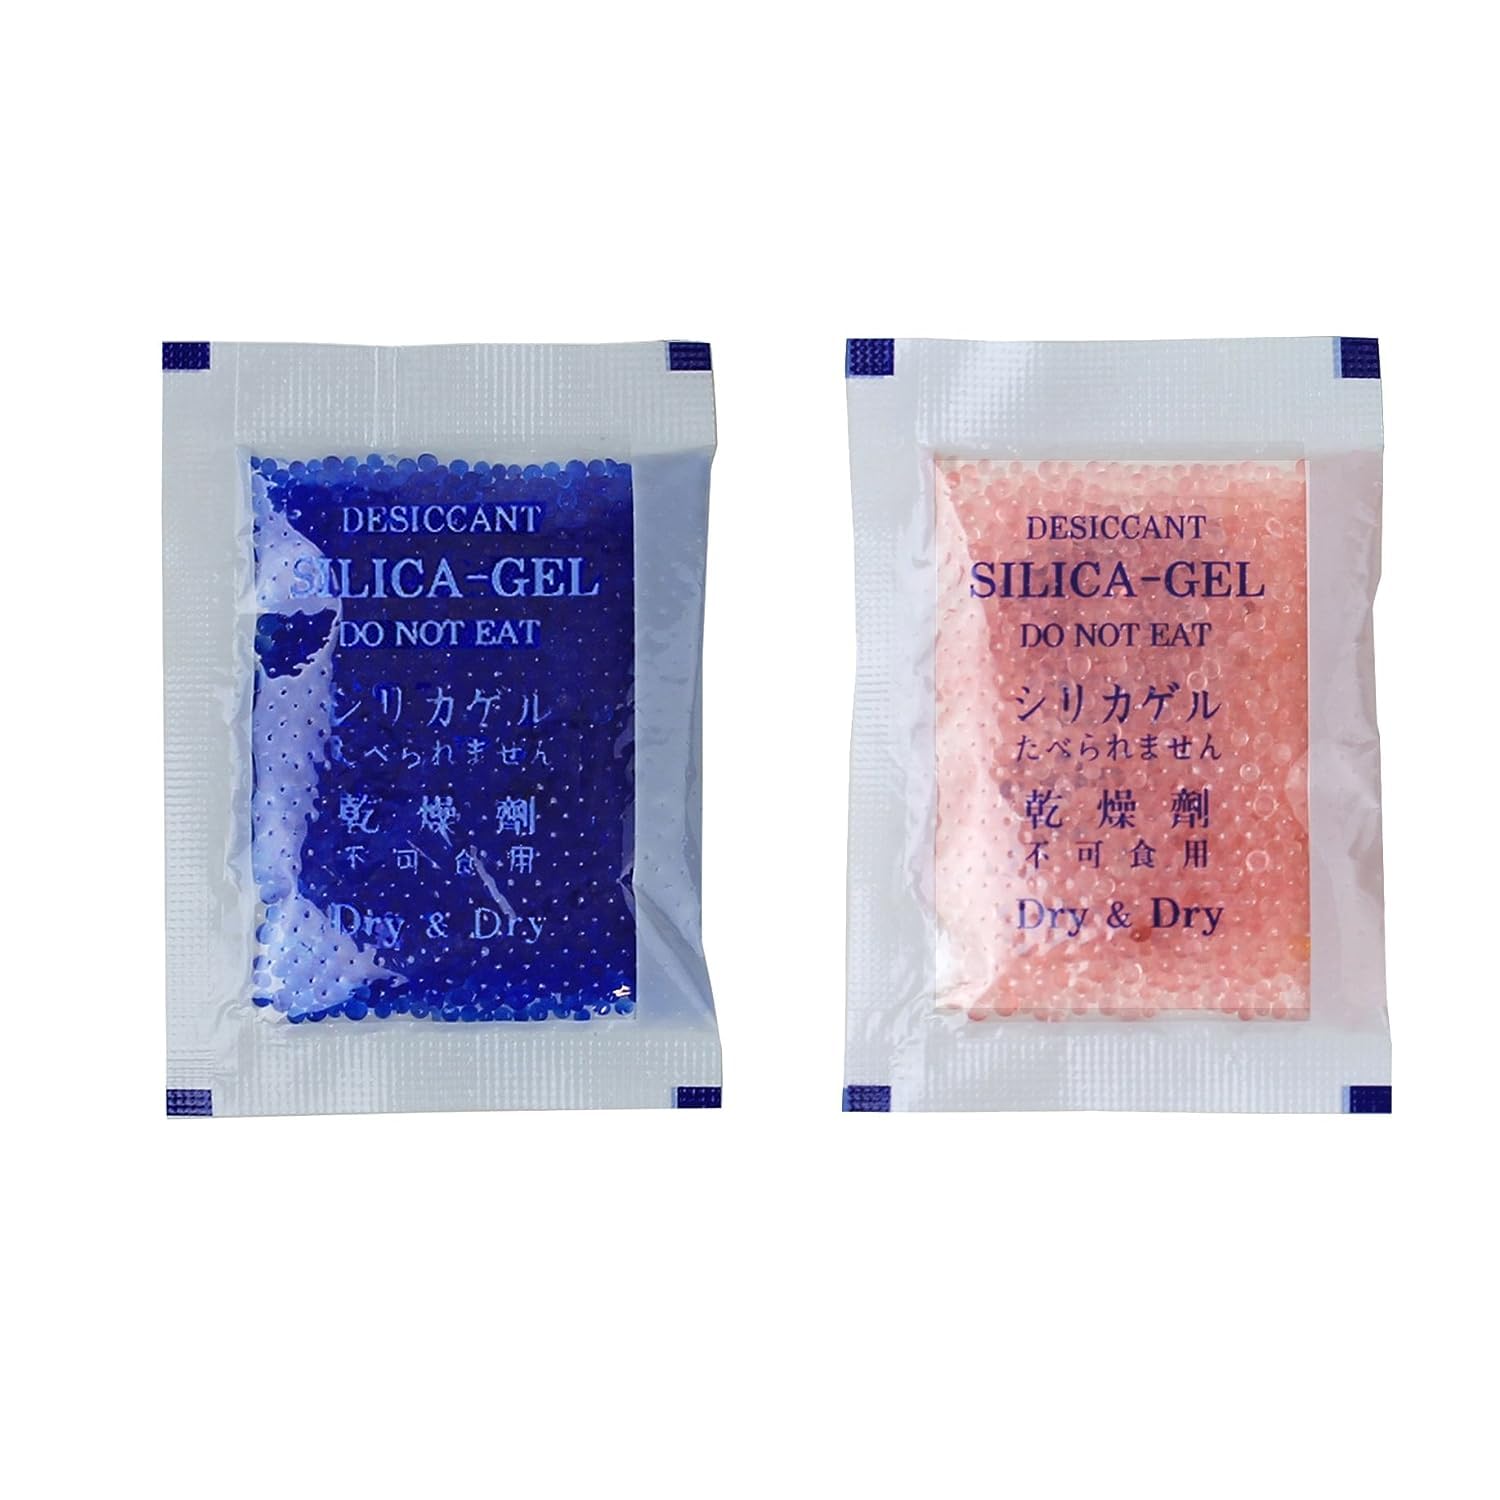 DESICCANT
SILICA-GEL
DO NOT EAT
シリカゲル
たべられません
乾燥劑
不可食用
Dry & Dry
DESICCANT
SILICA-GEL
DO NOT EAT
シリカゲル
たべられません
乾燥劑
不可食用
Dry & Dry